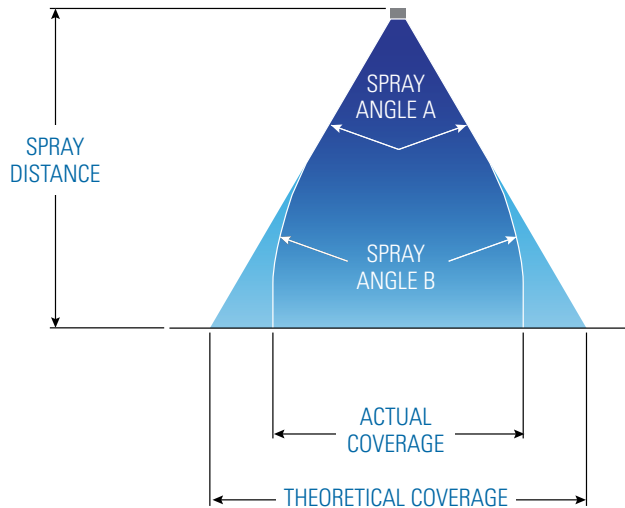 SPRAY
ANGLE A
SPRAY
DISTANCE
SPRAY
ANGLE B
ACTUAL
COVERAGE
THEORETICAL COVERAGE